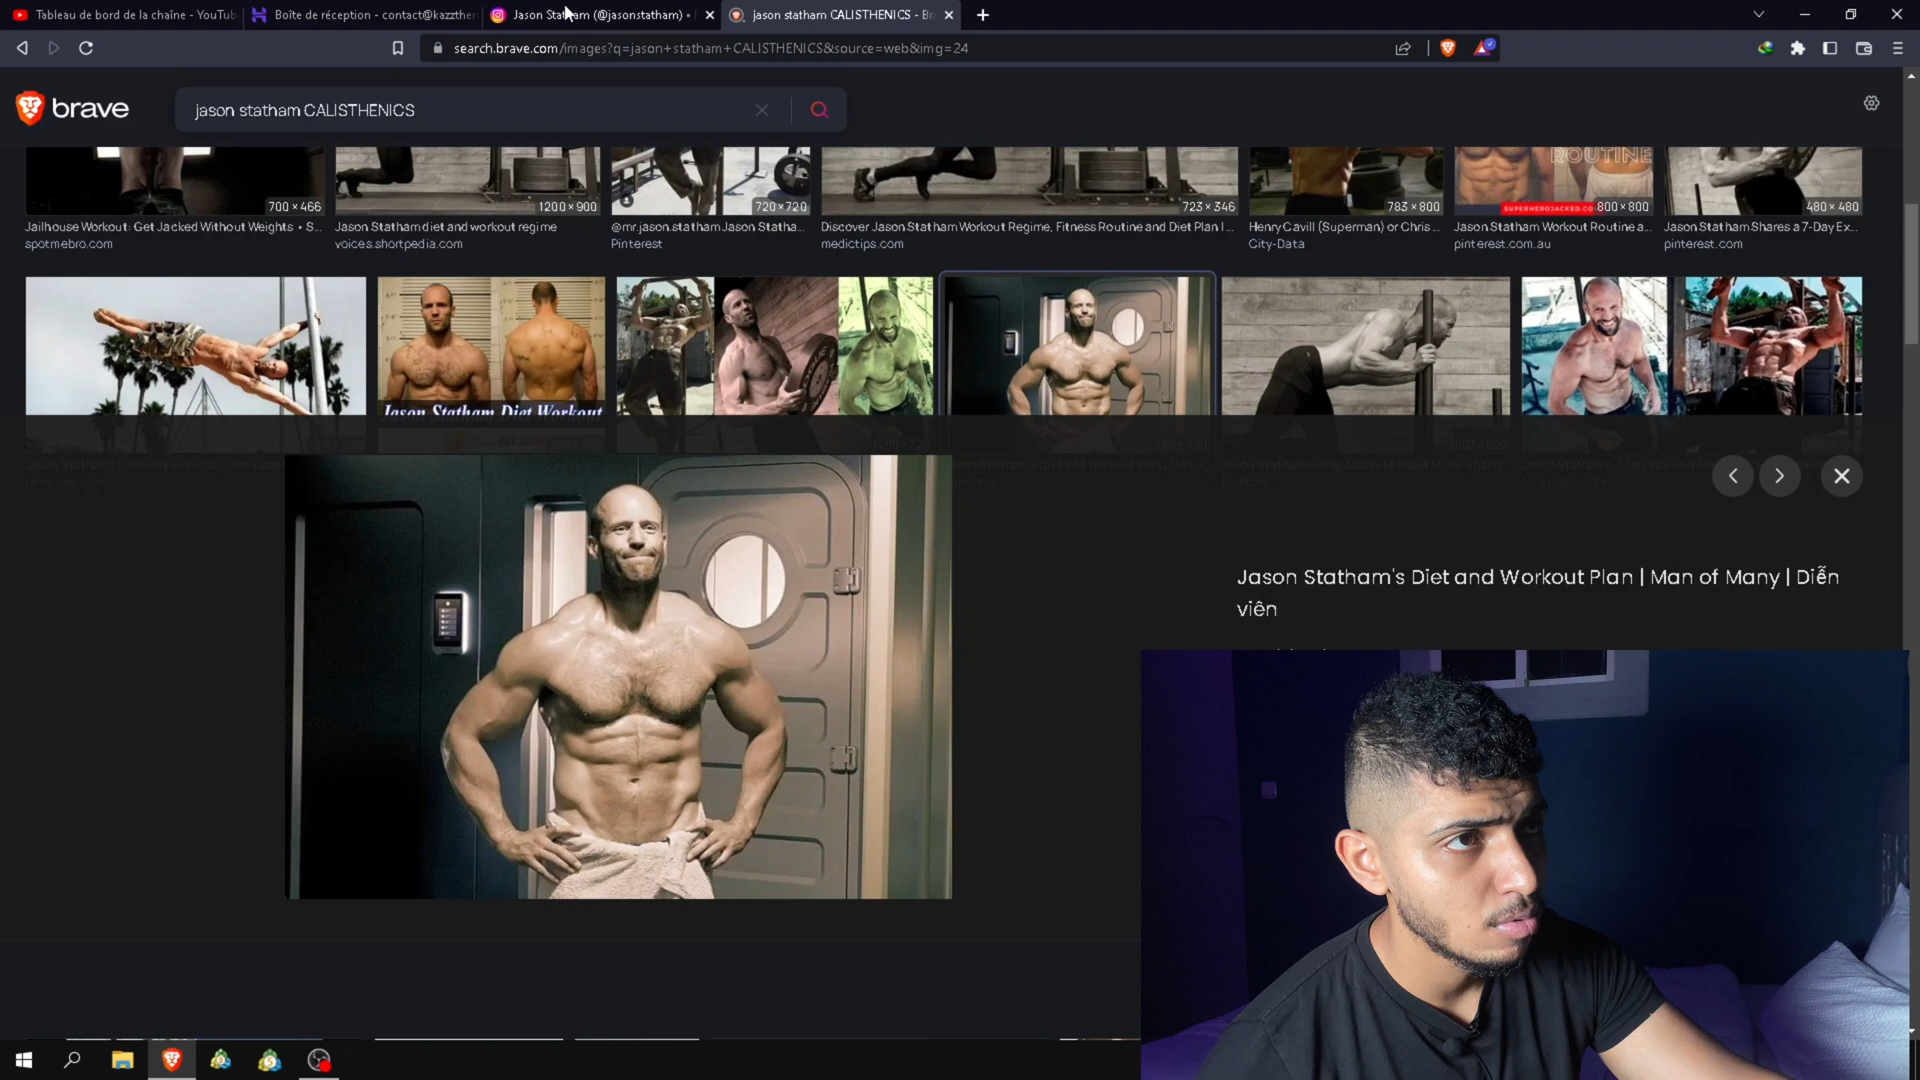 Tableau de bord de la chaîne - YouTub
Boîte de réception - contact@kazzthen
Jason Statham (@jasonstatham) •
jason statham CALISTHENICS - Br
search.brave.com/images?q=jason+statham+CALISTHENICS&source=web&img=24
brave
jason statham CALISTHENICS
ROUTINE
SUPERHEROJACKED.CO
700 × 466
1200 × 900
720 × 720
723 × 346
783 × 800
800 × 800
480 × 480
Jailhouse Workout: Get Jacked Without Weights • S...
spotmebro.com
Jason Statham diet and workout regime
voices.shortpedia.com
@mr.jason.statham Jason Statha...
Pinterest
Discover Jason Statham Workout Regime, Fitness Routine and Diet Plan I...
medictips.com
Henry Cavill (Superman) or Chris ...
City-Data
Jason Statham Workout Routine a...
pinterest.com.au
Jason Statham Shares a 7-Day Ex...
pinterest.com
Jason Statham Diet Workout
Jason Statham's Diet and Workout Plan | Man of Many | Diễn
viên